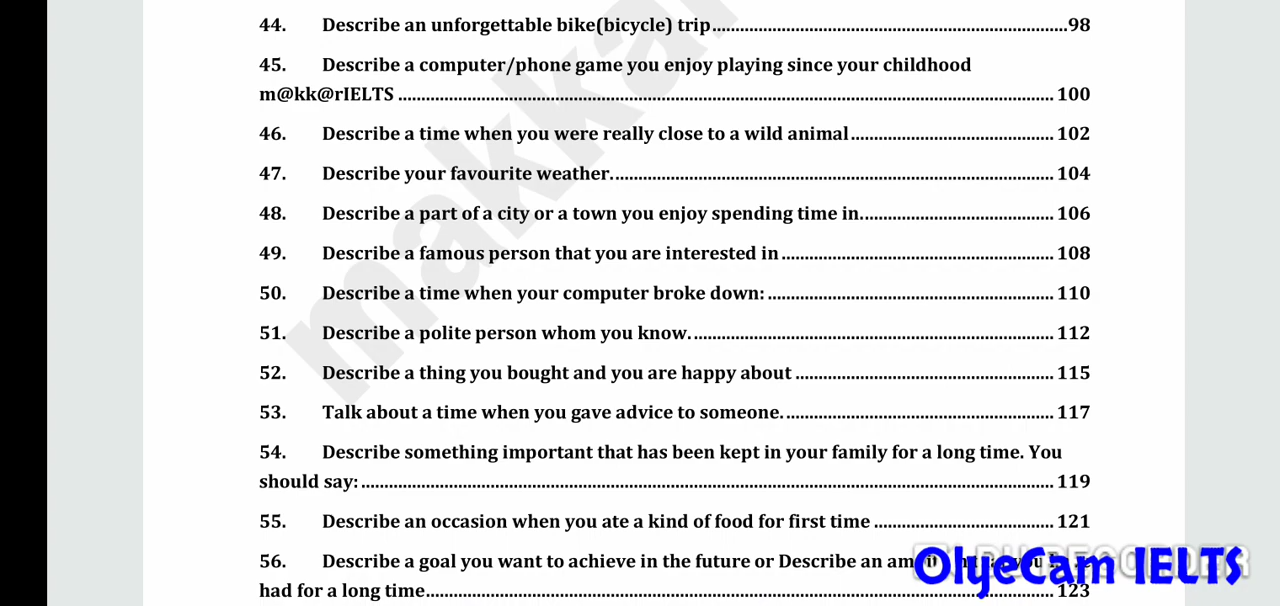 44. Describe an unforgettable bike(bicycle) trip..........98
45. Describe a computer/phone game you enjoy playing since your childhood
m@kk@rIELTS .......... 100
46. Describe a time when you were really close to a wild animal.......... 102
47. Describe your favourite weather........... 104
48. Describe a part of a city or a town you enjoy spending time in........... 106
49. Describe a famous person that you are interested in .......... 108
50. Describe a time when your computer broke down: .......... 110
51. Describe a polite person whom you know. .......... 112
52. Describe a thing you bought and you are happy about .......... 115
53. Talk about a time when you gave advice to someone. .......... 117
54. Describe something important that has been kept in your family for a long time. You
should say: .......... 119
55. Describe an occasion when you ate a kind of food for first time .......... 121
56. Describe a goal you want to achieve in the future or Describe an
had for a long time.......... 123
makka
OlyeCam IELTS